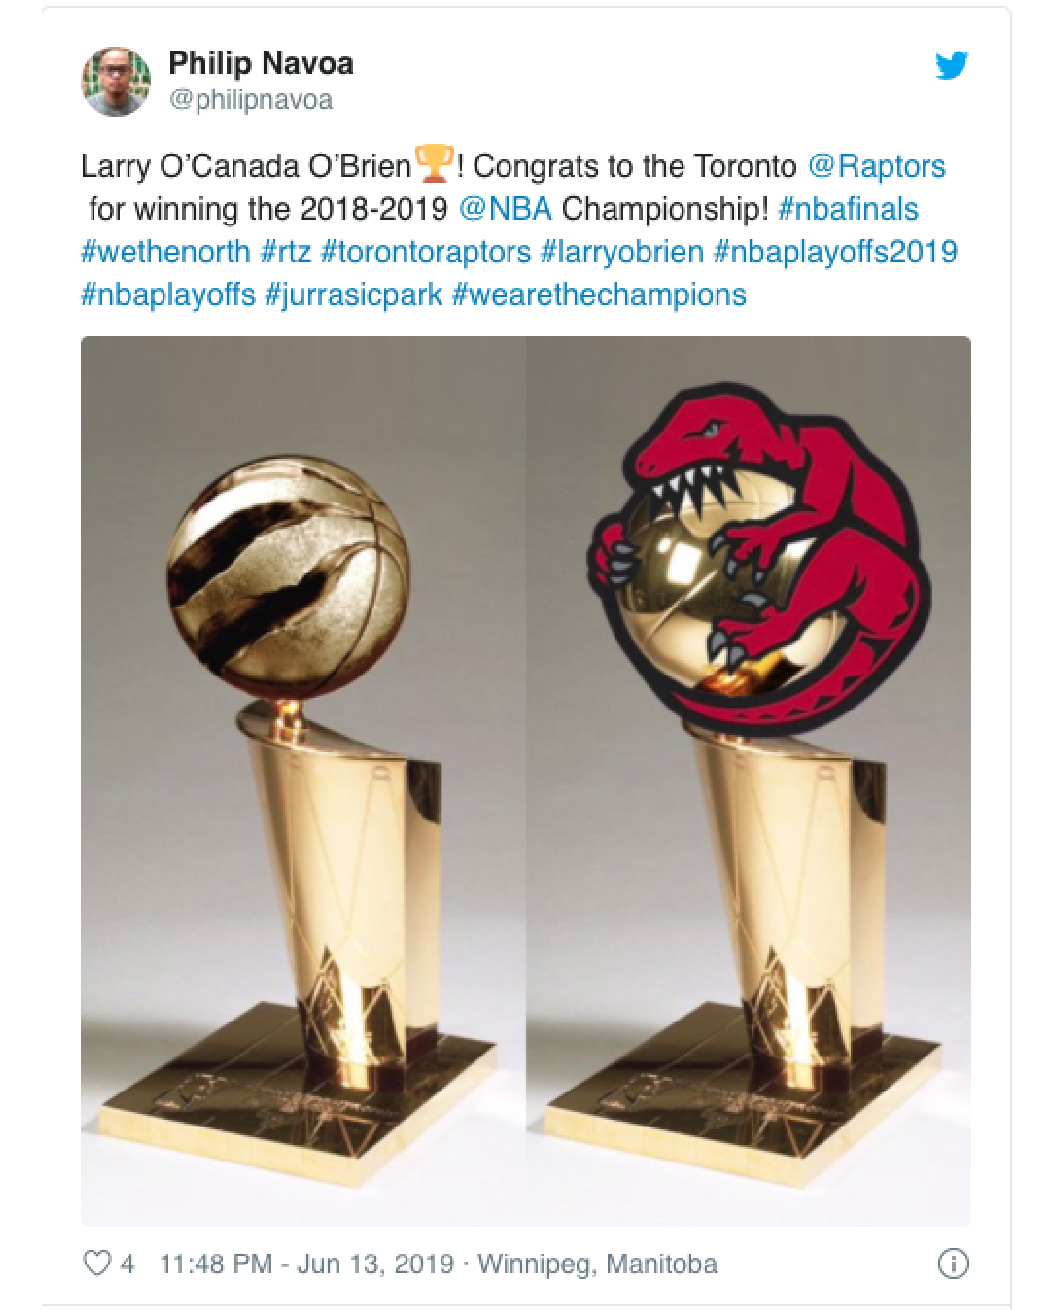 Philip Navoa
@philipnavoa
Larry O’Canada O’Brien🏆! Congrats to the Toronto @Raptors
for winning the 2018-2019 @NBA Championship! #nbafinals
#wethenorth #rtz #torontoraptors #larryobrien #nbaplayoffs2019
#nbaplayoffs #jurrasicpark #wearethechampions
4 11:48 PM - Jun 13, 2019 · Winnipeg, Manitoba